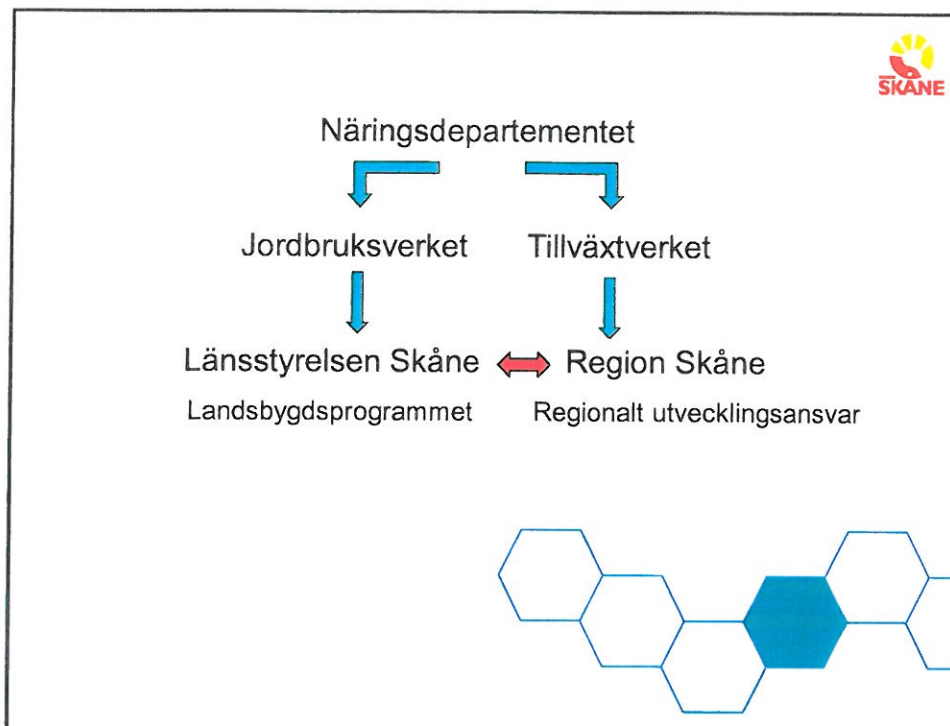 SKÅNE
Näringsdepartementet
Jordbruksverket Tillväxtverket
Länsstyrelsen Skåne Region Skåne
Landsbygdsprogrammet Regionalt utvecklingsansvar